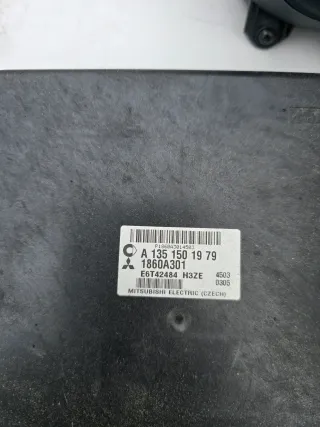 A 135 150 19 79
1860A301
E6T42484 H3ZE 4503
0305
MITSUBISHI ELECTRIC (CZECH)